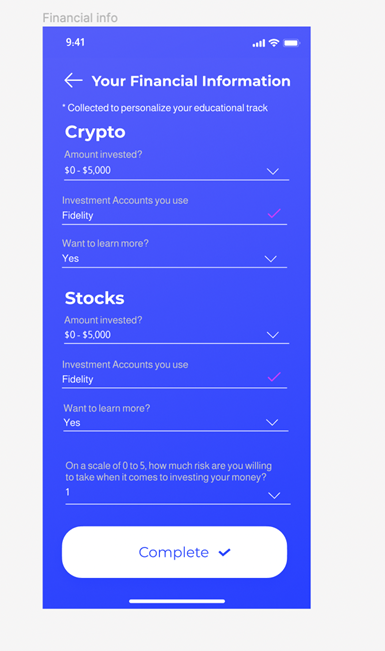 Financial info
9:41
Your Financial Information
* Collected to personalize your educational track
Crypto
Amount invested?
$0 - $5,000
Investment Accounts you use
Fidelity
Want to learn more?
Yes
Stocks
Amount invested?
$0 - $5,000
Investment Accounts you use
Fidelity
Want to learn more?
Yes
On a scale of 0 to 5, how much risk are you willing
to take when it comes to investing your money?
1
Complete